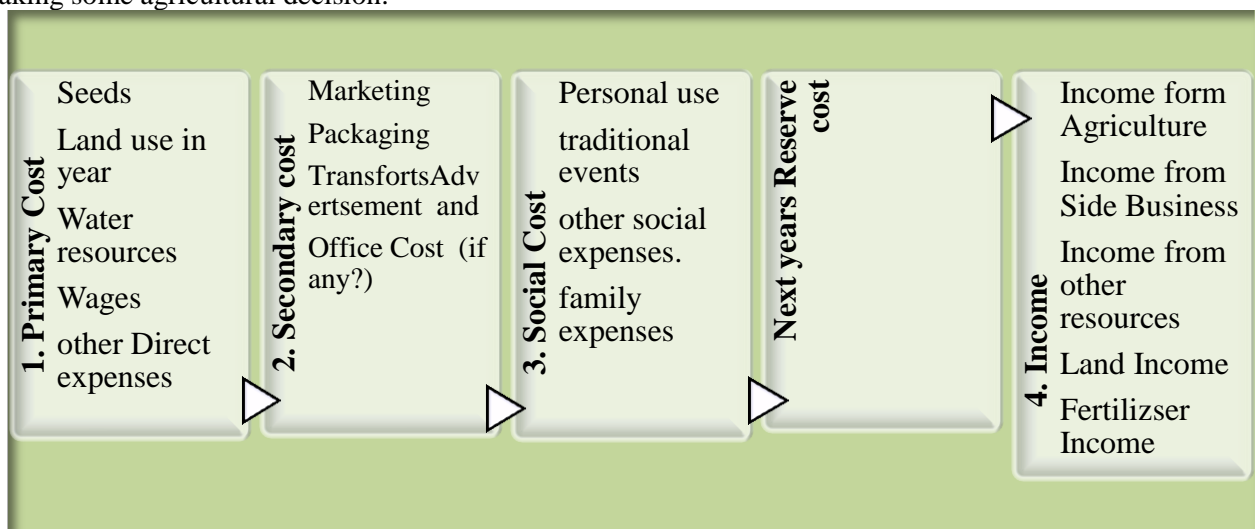 aking some agricultural decision.
1. Primary Cost
Seeds
Land use in
year
Water
resources
Wages
other Direct
expenses
2. Secondary cost
Marketing
Packaging
TransfortsAdv
ertsement and
Office Cost (if
any?)
3. Social Cost
Personal use
traditional
events
other social
expenses.
family
expenses
Next years Reserve
cost
4. Income
Income form
Agriculture
Income from
Side Business
Income from
other
resources
Land Income
Fertilizser
Income